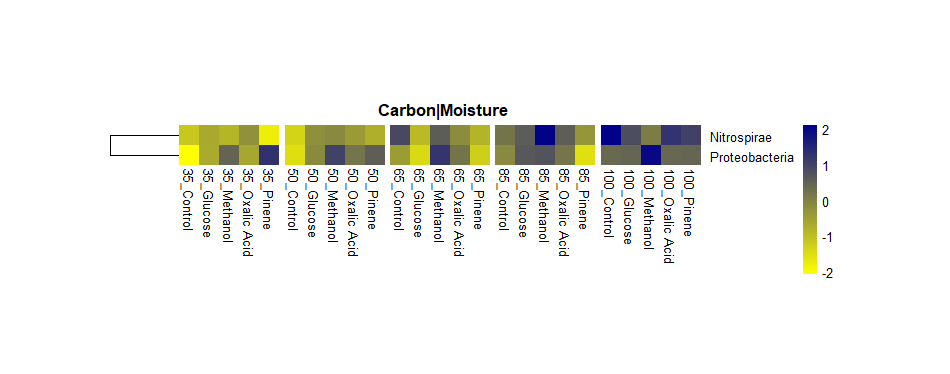 Carbon|Moisture
Nitrospirae
Proteobacteria
35_Control
35_Glucose
35_Methanol
35_Oxalic Acid
35_Pinene
50_Control
50_Glucose
50_Methanol
50_Oxalic Acid
50_Pinene
65_Control
65_Glucose
65_Methanol
65_Oxalic Acid
65_Pinene
85_Control
85_Glucose
85_Methanol
85_Oxalic Acid
85_Pinene
100_Control
100_Glucose
100_Methanol
100_Oxalic Acid
100_Pinene
2
1
0
-1
-2